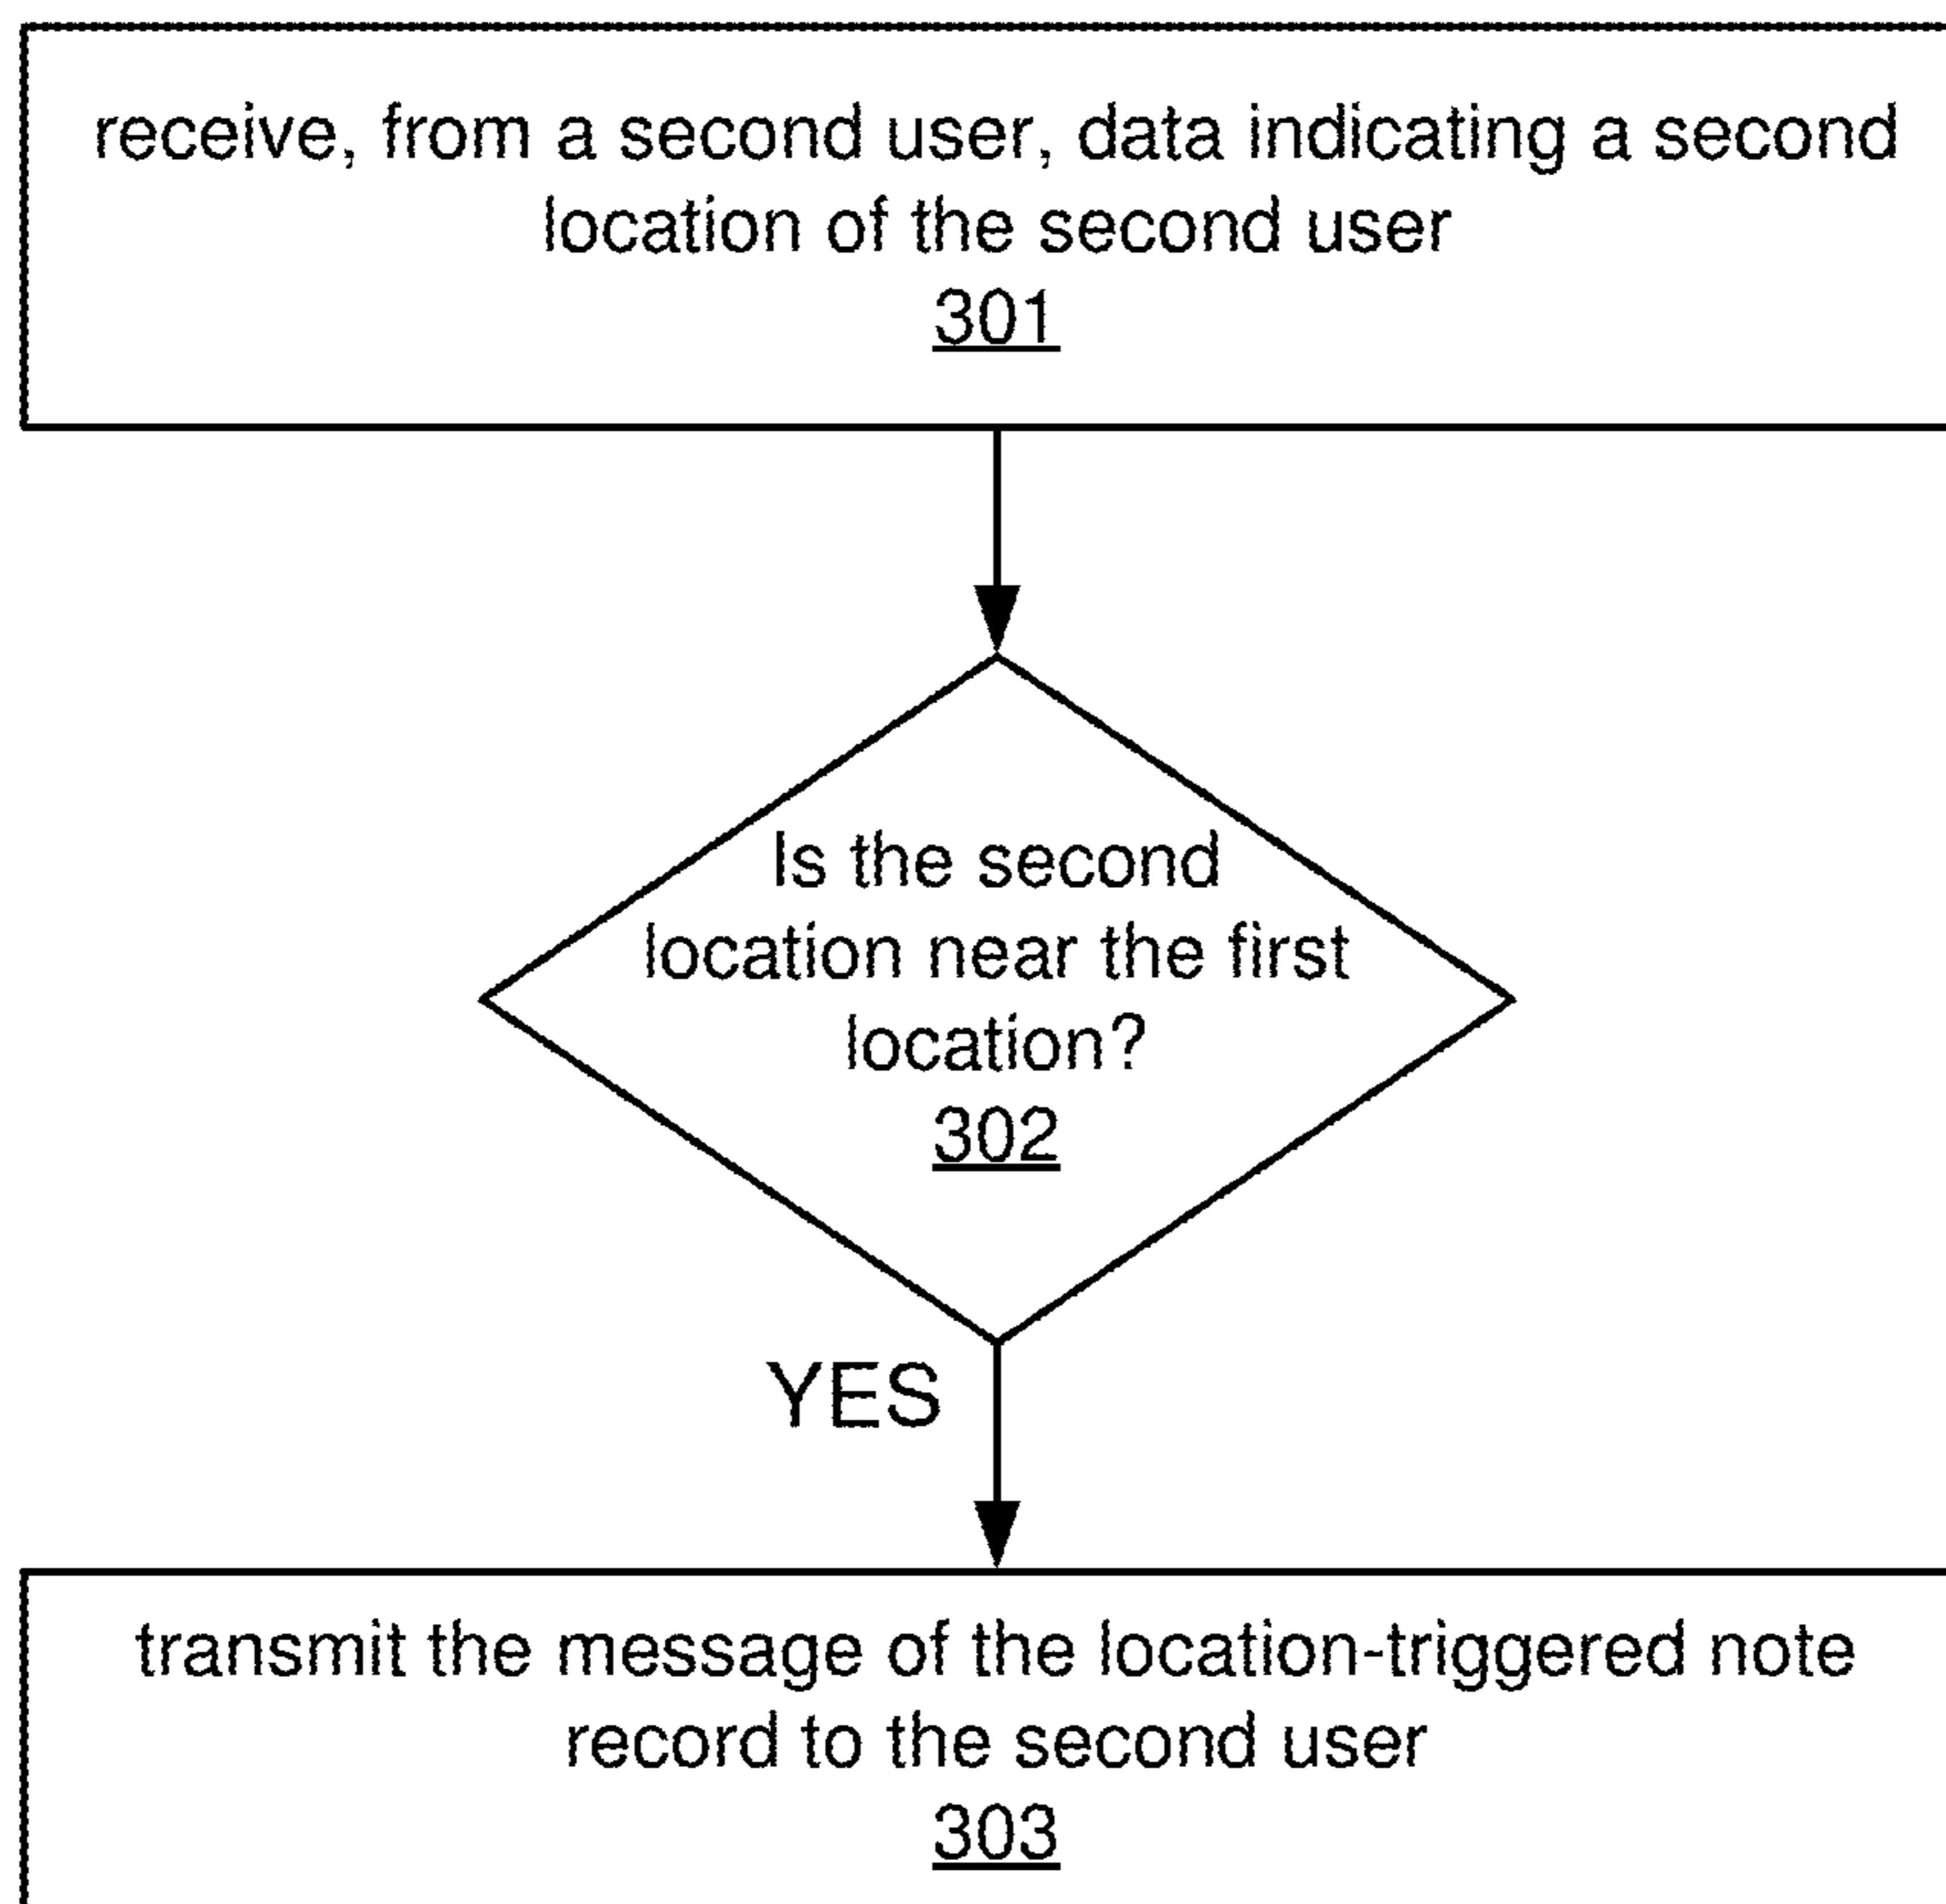 receive, from a second user, data indicating a second
location of the second user
301
Is the second
location near the first
location?
302
YES
transmit the message of the location-triggered note
record to the second user
303